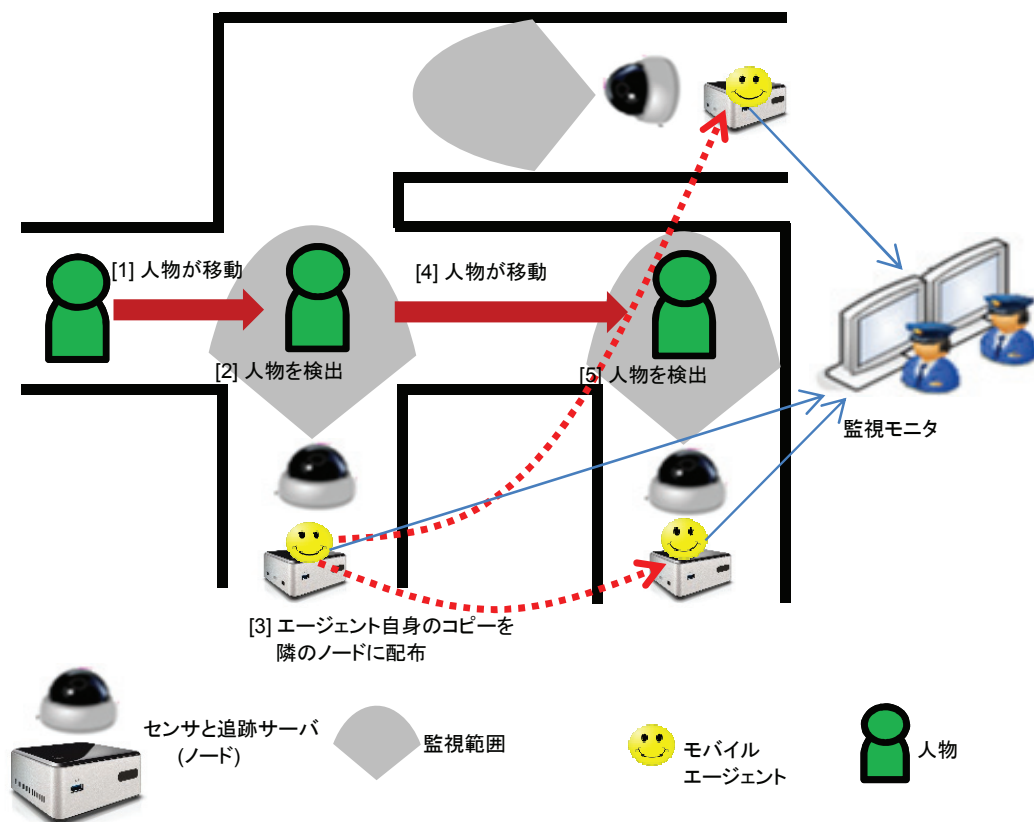 [1] 人物が移動
[4] 人物が移動
[2] 人物を検出
[5] 人物を検出
監視モニタ
[3] エージェント自身のコピーを
隣のノードに配布
センサと追跡サーバ
(ノード)
監視範囲
モバイル
エージェント
人物